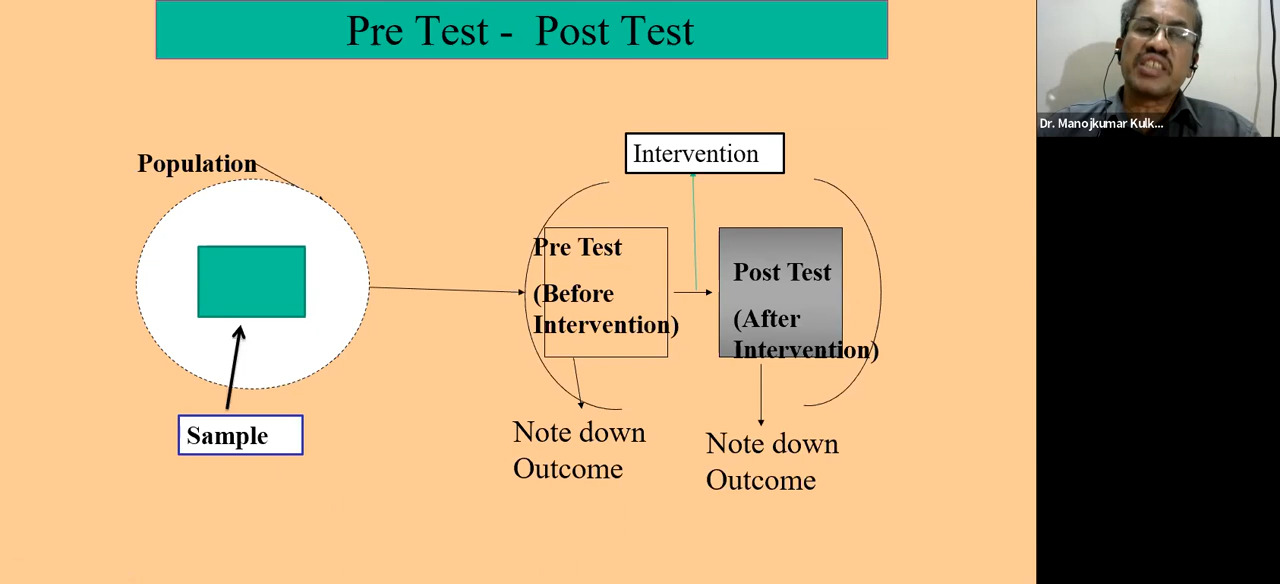 Pre Test - Post Test
Dr. Manojkumar Kulk...
Intervention
Population
Pre Test
(Before
Intervention)
Post Test
(After
Intervention)
Sample
Note down
Outcome
Note down
Outcome